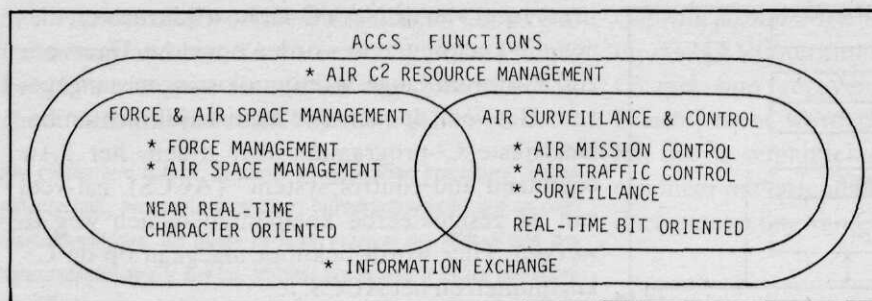 ACCS FUNCTIONS
* AIR C² RESOURCE MANAGEMENT
FORCE & AIR SPACE MANAGEMENT
* FORCE MANAGEMENT
AIR SPACE MANAGEMENT
NEAR REAL-TIME
CHARACTER ORIENTED
AIR SURVEILLANCE & CONTROL
* AIR MISSION CONTROL
* AIR TRAFFIC CONTROL
* SURVEILLANCE
REAL-TIME BIT ORIENTED
* INFORMATION EXCHANGE